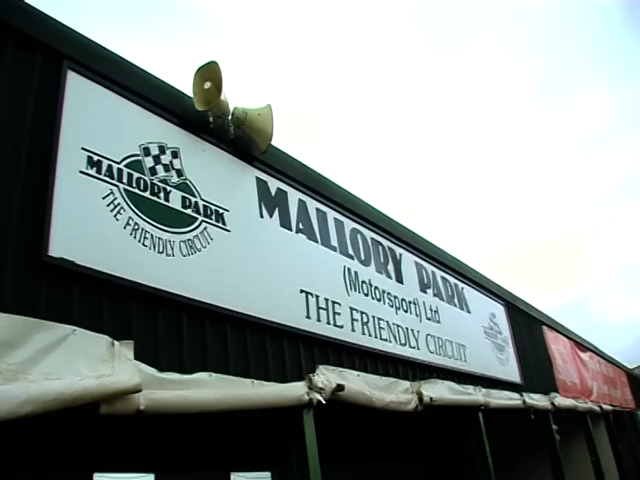 MALLORY PARK
THE FRIENDLY CIRCUIT
MALLORY PARK
(Motorsport) Ltd
THE FRIENDLY CIRCUIT